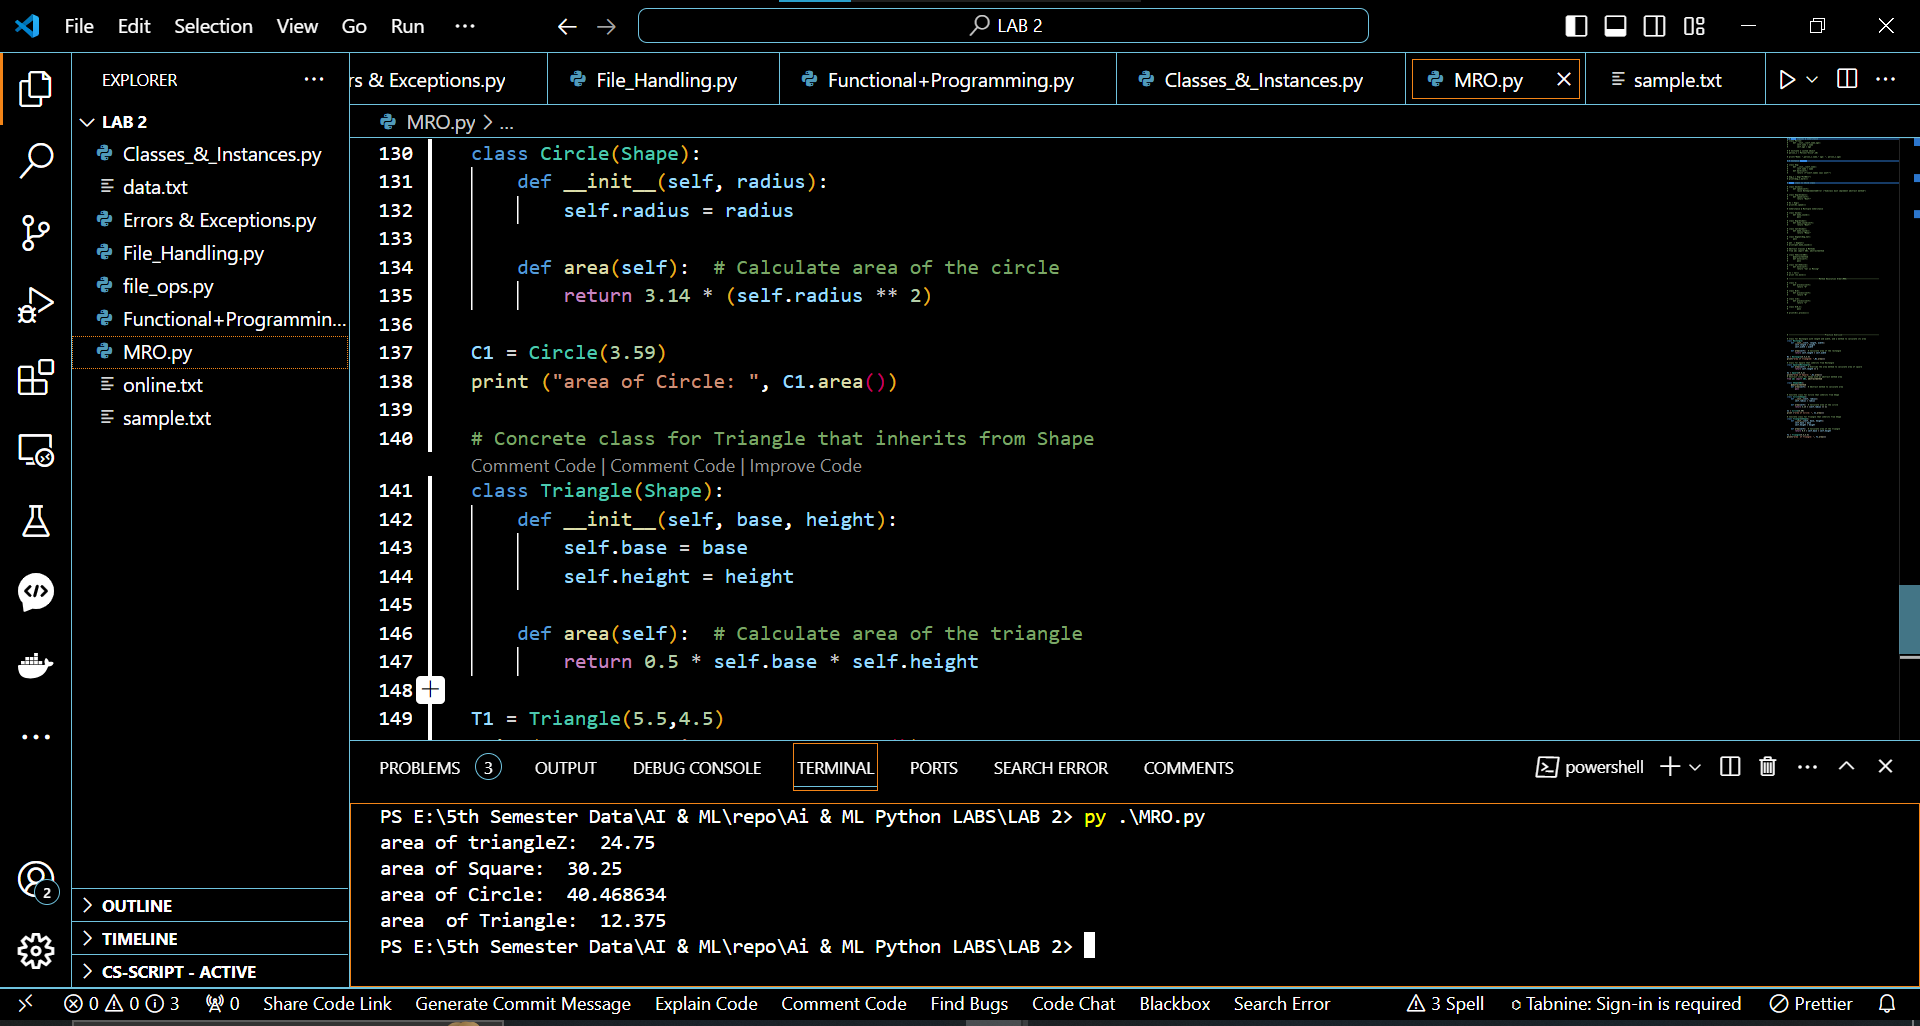 File Edit Selection View Go Run ··· LAB 2
EXPLORER ···
rs & Exceptions.py File_Handling.py Functional+Programming.py Classes_&_Instances.py MRO.py sample.txt ···
LAB 2
Classes_&_Instances.py
data.txt
Errors & Exceptions.py
File_Handling.py
file_ops.py
Functional+Programmin...
MRO.py
online.txt
sample.txt
OUTLINE
TIMELINE
CS-SCRIPT - ACTIVE
2
MRO.py > ...
130 class Circle(Shape):
131 def __init__(self, radius):
132 self.radius = radius
133
134 def area(self):  # Calculate area of the circle
135 return 3.14 * (self.radius ** 2)
136
137 C1 = Circle(3.59)
138 print ("area of Circle: ", C1.area())
139
140 # Concrete class for Triangle that inherits from Shape
Comment Code | Comment Code | Improve Code
141 class Triangle(Shape):
142 def __init__(self, base, height):
143 self.base = base
144 self.height = height
145
146 def area(self):  # Calculate area of the triangle
147 return 0.5 * self.base * self.height
148
149 T1 = Triangle(5.5,4.5)
PROBLEMS 3 OUTPUT DEBUG CONSOLE TERMINAL PORTS SEARCH ERROR COMMENTS powershell
PS E:\5th Semester Data\AI & ML\repo\Ai & ML Python LABS\LAB 2> py .\MRO.py
area of triangleZ:  24.75
area of Square:  30.25
area of Circle:  40.468634
area  of Triangle:  12.375
PS E:\5th Semester Data\AI & ML\repo\Ai & ML Python LABS\LAB 2>
0 0 3 0 Share Code Link Generate Commit Message Explain Code Comment Code Find Bugs Code Chat Blackbox Search Error 3 Spell Tabnine: Sign-in is required Prettier